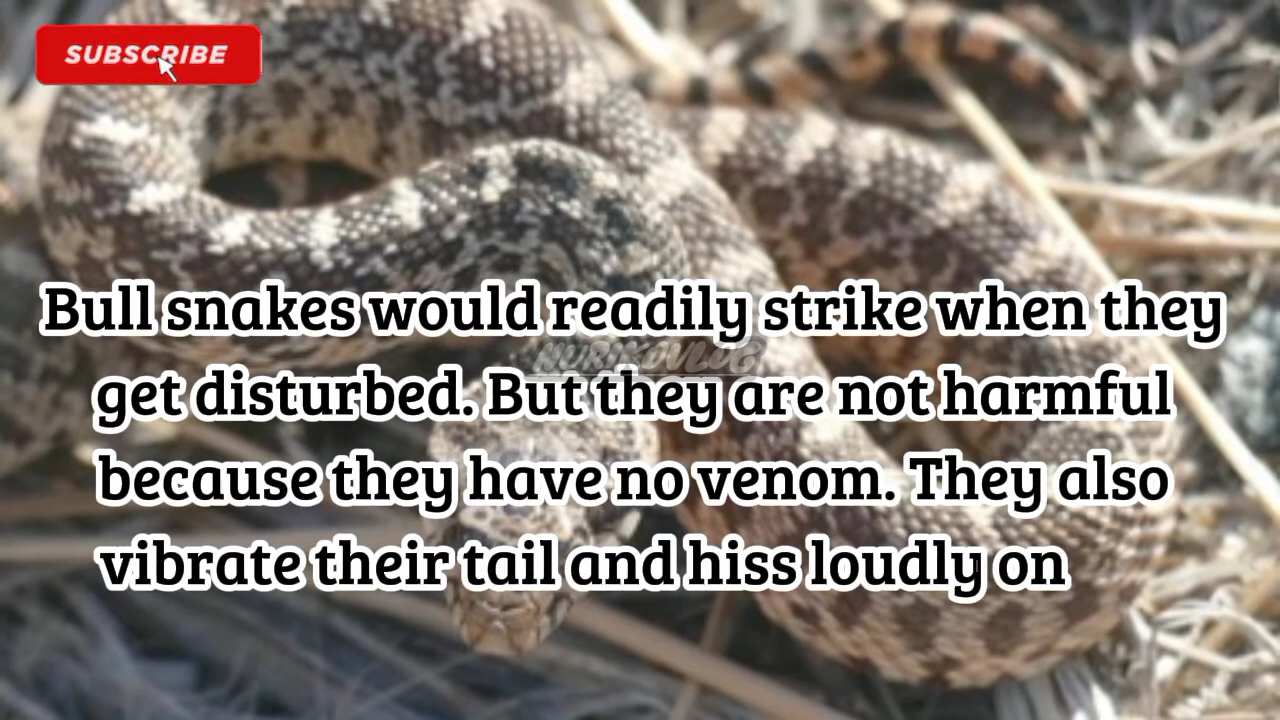 SUBSCRIBE
Bull snakes would readily strike when they
NURIKOVLOG
get disturbed. But they are not harmful
because they have no venom. They also
vibrate their tail and hiss loudly on